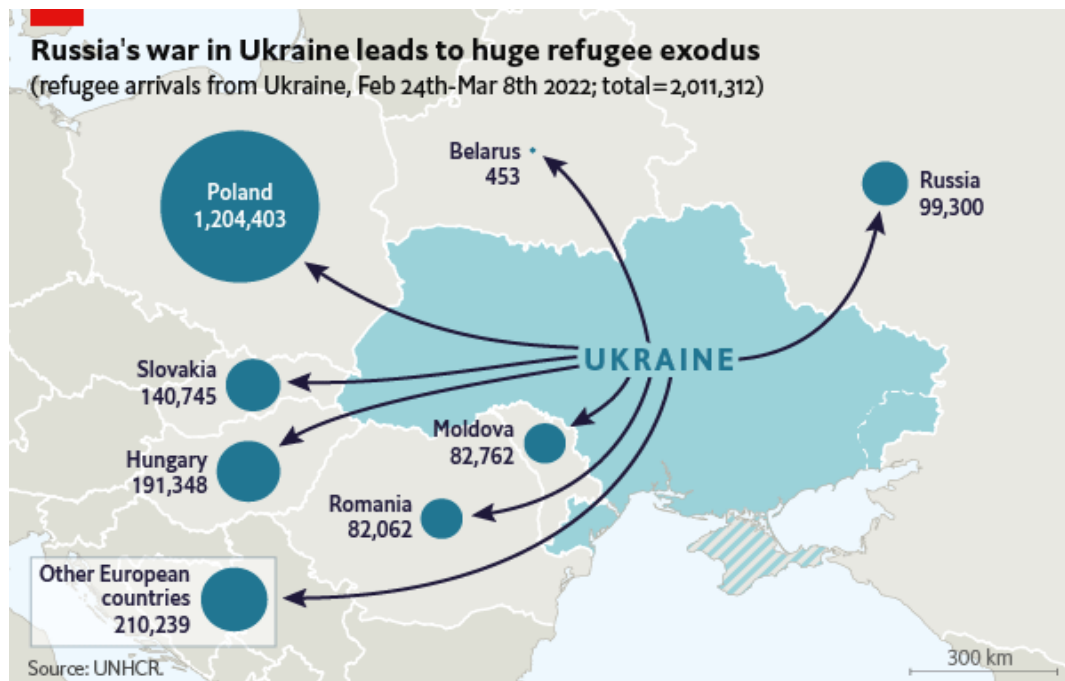 Russia's war in Ukraine leads to huge refugee exodus
(refugee arrivals from Ukraine, Feb 24th-Mar 8th 2022; total=2,011,312)
Poland
1,204,403
Belarus
453
Russia
99,300
UKRAINE
Slovakia
140,745
Hungary
191,348
Moldova
82,762
Romania
82,062
Other European
countries
210,239
Source: UNHCR.
300 km